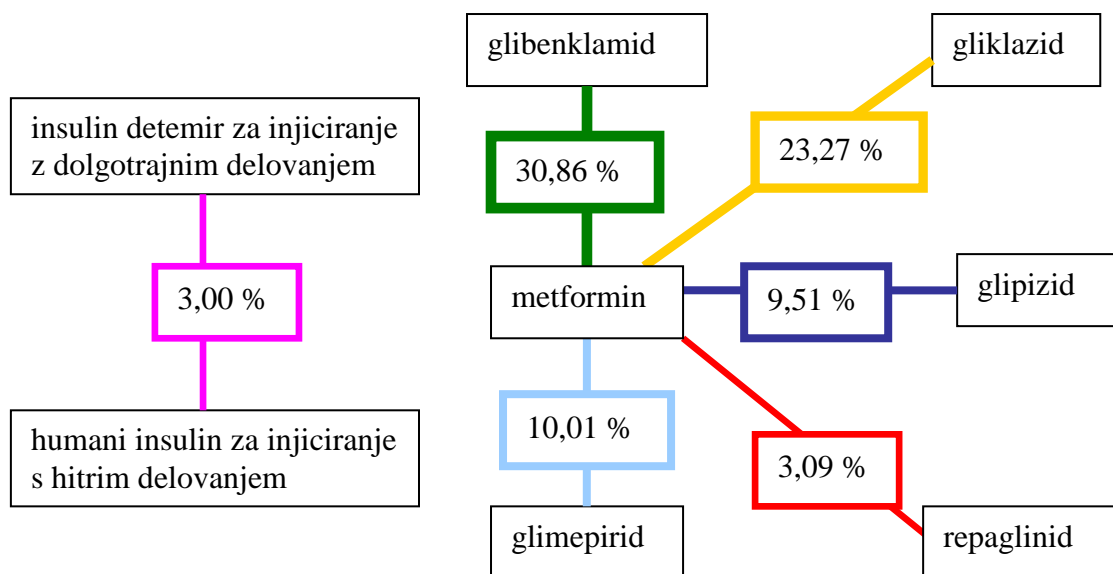 glibenklamid
gliklazid
insulin detemir za injiciranje
z dolgotrajnim delovanjem
30,86 %
23,27 %
3,00 %
metformin
9,51 %
glipizid
humani insulin za injiciranje
s hitrim delovanjem
10,01 %
3,09 %
glimepirid
repaglinid